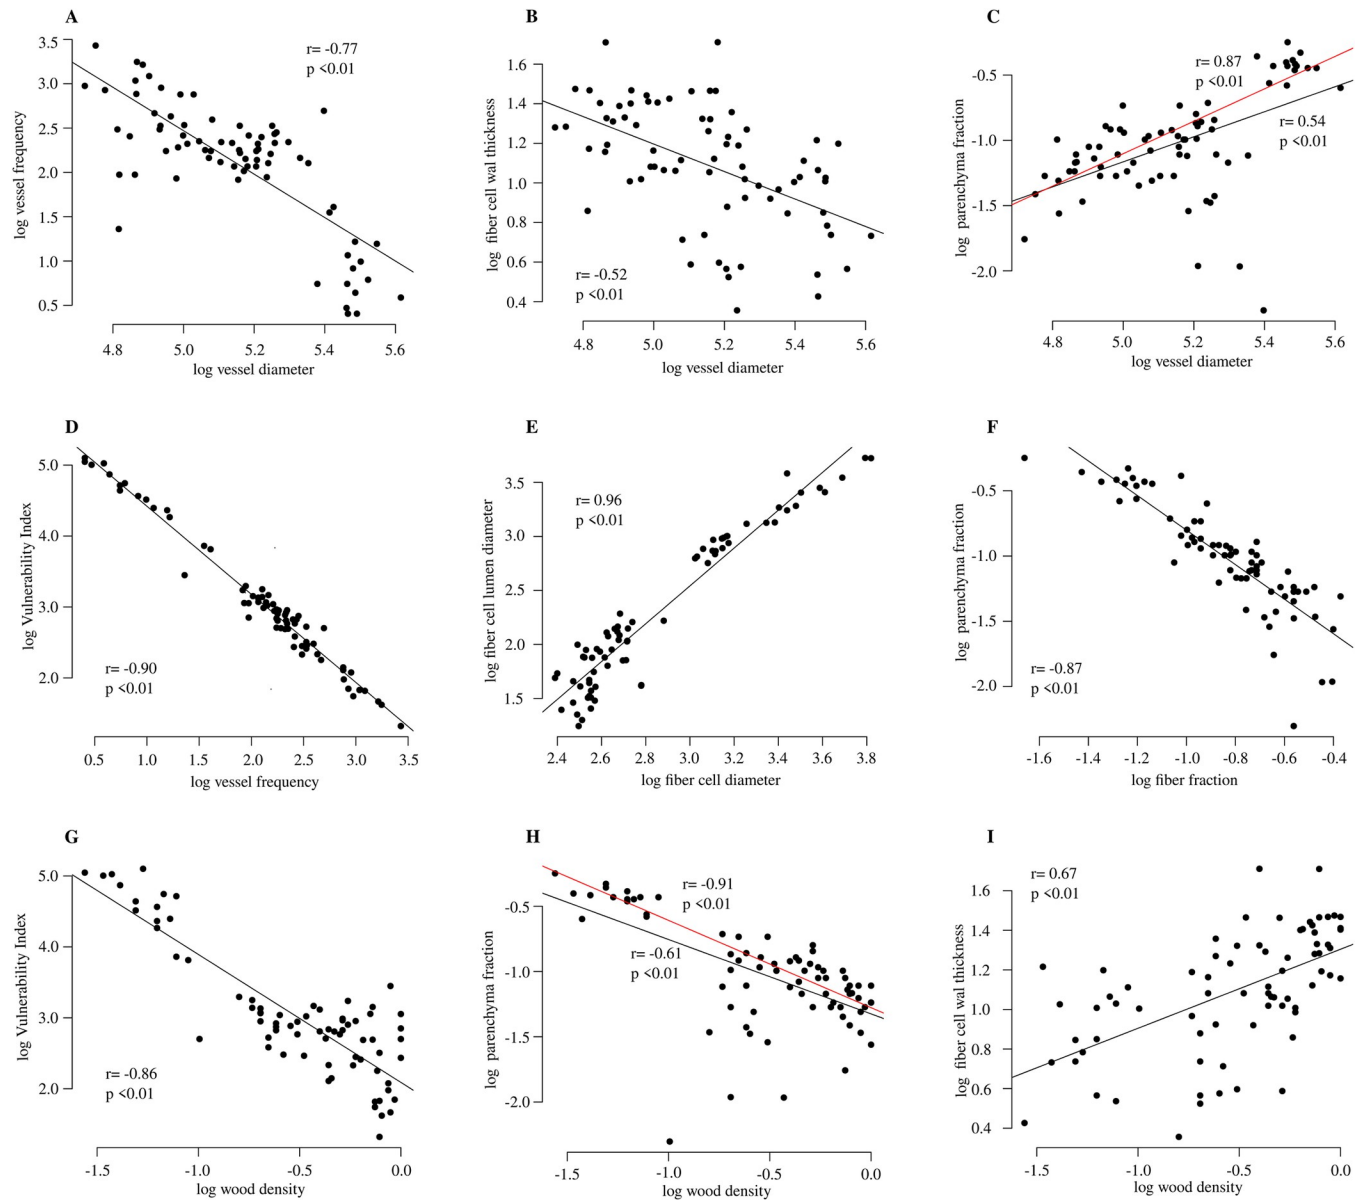 A
r= -0.77
p <0.01
3.5
3.0
2.5
2.0
1.5
1.0
0.5
log vessel frequency
4.8 5.0 5.2 5.4 5.6
log vessel diameter
B
1.6
1.4
1.2
1.0
0.8
0.6
0.4
log fiber cell wall thickness
r= -0.52
p <0.01
4.8 5.0 5.2 5.4 5.6
log vessel diameter
C
r= 0.87
p <0.01
r= 0.54
p <0.01
-0.5
-1.0
-1.5
-2.0
log parenchyma fraction
4.8 5.0 5.2 5.4 5.6
log vessel diameter
D
5.0
4.0
3.0
2.0
log Vulnerability Index
r= -0.90
p <0.01
0.5 1.0 1.5 2.0 2.5 3.0 3.5
log vessel frequency
E
r= 0.96
p <0.01
3.5
3.0
2.5
2.0
1.5
log fiber cell lumen diameter
2.4 2.6 2.8 3.0 3.2 3.4 3.6 3.8
log fiber cell diameter
F
-0.5
-1.0
-1.5
-2.0
log parenchyma fraction
r= -0.87
p <0.01
-1.6 -1.4 -1.2 -1.0 -0.8 -0.6 -0.4
log fiber fraction
G
5.0
4.0
3.0
2.0
log Vulnerability Index
r= -0.86
p <0.01
-1.5 -1.0 -0.5 0.0
log wood density
H
r= -0.91
p <0.01
r= -0.61
p <0.01
-0.5
-1.0
-1.5
-2.0
log parenchyma fraction
-1.5 -1.0 -0.5 0.0
log wood density
I
r= 0.67
p <0.01
1.6
1.4
1.2
1.0
0.8
0.6
0.4
log fiber cell wal thickness
-1.5 -1.0 -0.5 0.0
log wood density